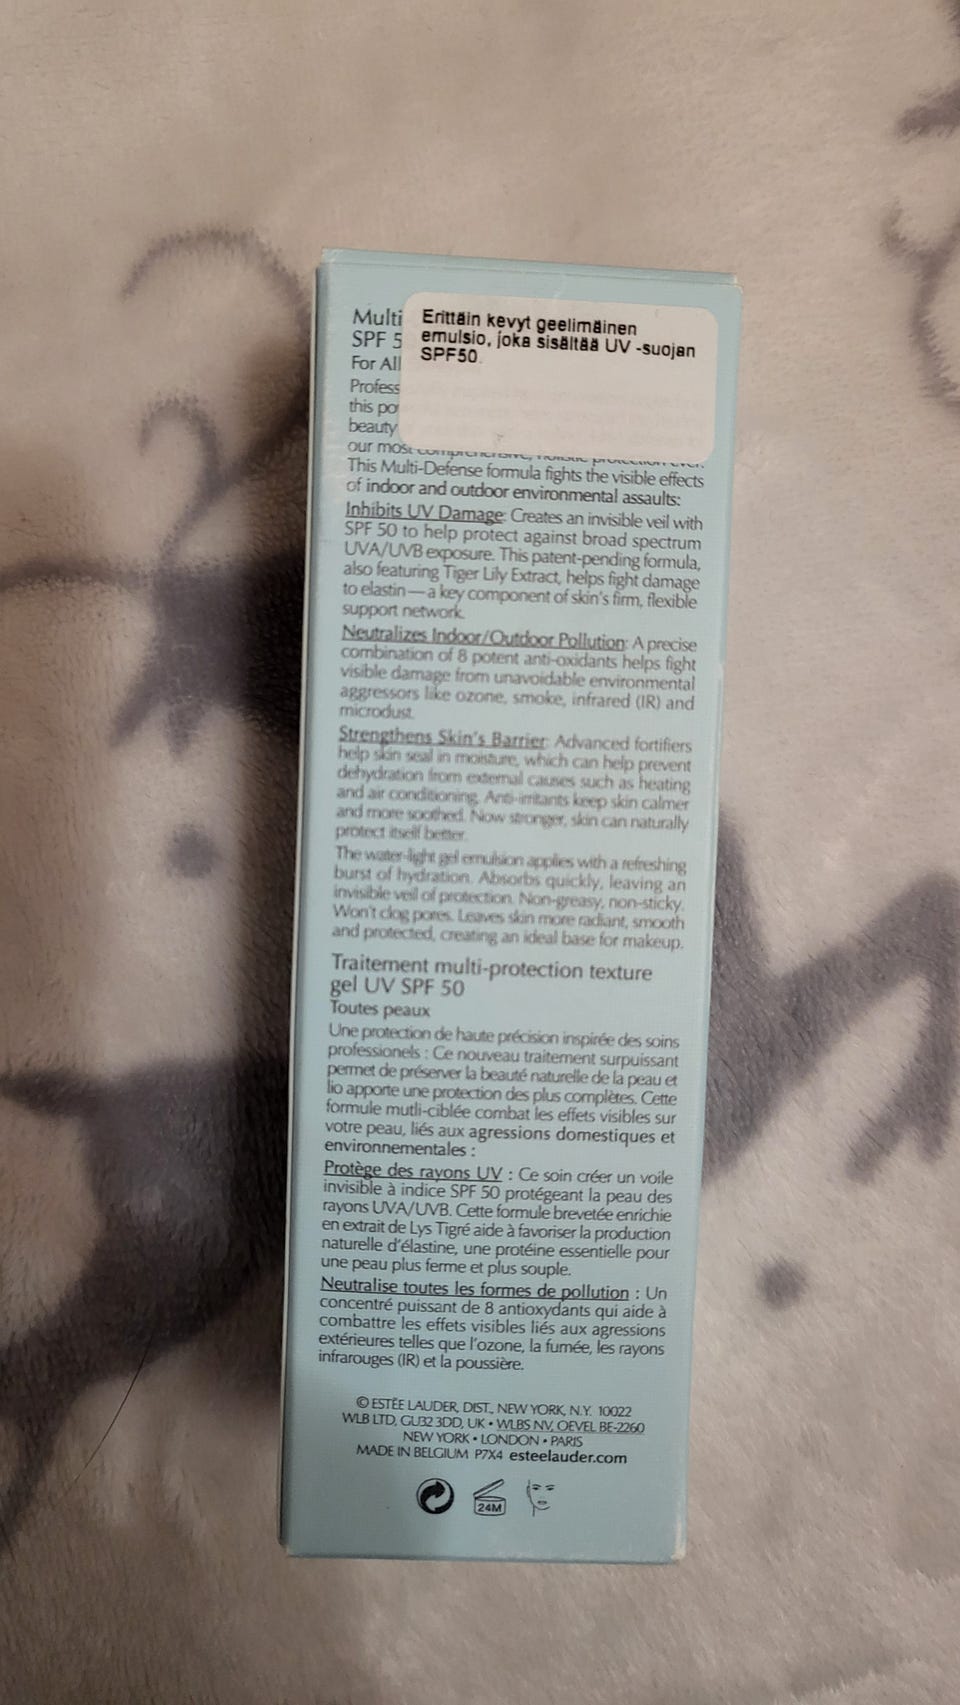 Multi
SPF 5
For All
Profess
this po
beauty
Erittäin kevyt geelimäinen
emulsio, joka sisältää UV -suojan
SPF50
our most comprehensive, holistic protection ever.
This Multi-Defense formula fights the visible effects
of indoor and outdoor environmental assaults:
Inhibits UV Damage: Creates an invisible veil with
SPF 50 to help protect against broad spectrum
UVA/UVB exposure. This patent-pending formula,
also featuring Tiger Lily Extract, helps fight damage
to elastin — a key component of skin's firm, flexible
support network.
Neutralizes Indoor/Outdoor Pollution: A precise
combination of 8 potent anti-oxidants helps fight
visible damage from unavoidable environmental
aggressors like ozone, smoke, infrared (IR) and
microdust.
Strengthens Skin's Barrier: Advanced fortifiers
help skin seal in moisture, which can help prevent
dehydration from external causes such as heating
and air conditioning. Anti-irritants keep skin calmer
and more soothed. Now stronger, skin can naturally
protect itself better.
The water-light gel emulsion applies with a refreshing
burst of hydration. Absorbs quickly, leaving an
invisible veil of protection. Non-greasy, non-sticky.
Won't clog pores. Leaves skin more radiant, smooth
and protected, creating an ideal base for makeup.
Traitement multi-protection texture
gel UV SPF 50
Toutes peaux
Une protection de haute précision inspirée des soins
professionels : Ce nouveau traitement surpuissant
permet de préserver la beauté naturelle de la peau et
lio apporte une protection des plus complètes. Cette
formule mutli-ciblée combat les effets visibles sur
votre peau, liés aux agressions domestiques et
environnementales :
Protège des rayons UV : Ce soin créer un voile
invisible à indice SPF 50 protégeant la peau des
rayons UVA/UVB. Cette formule brevetée enrichie
en extrait de Lys Tigré aide à favoriser la production
naturelle d'élastine, une protéine essentielle pour
une peau plus ferme et plus souple.
Neutralise toutes les formes de pollution : Un
concentré puissant de 8 antioxydants qui aide à
combattre les effets visibles liés aux agressions
extérieures telles que l'ozone, la fumée, les rayons
infrarouges (IR) et la poussière.
© ESTĒE LAUDER, DIST., NEW YORK, N.Y. 10022
WLB LTD, GU32 3DD, UK • WLBS NV, OEVEL BE-2260
NEW YORK • LONDON • PARIS
MADE IN BELGIUM P7X4 esteelauder.com
24M